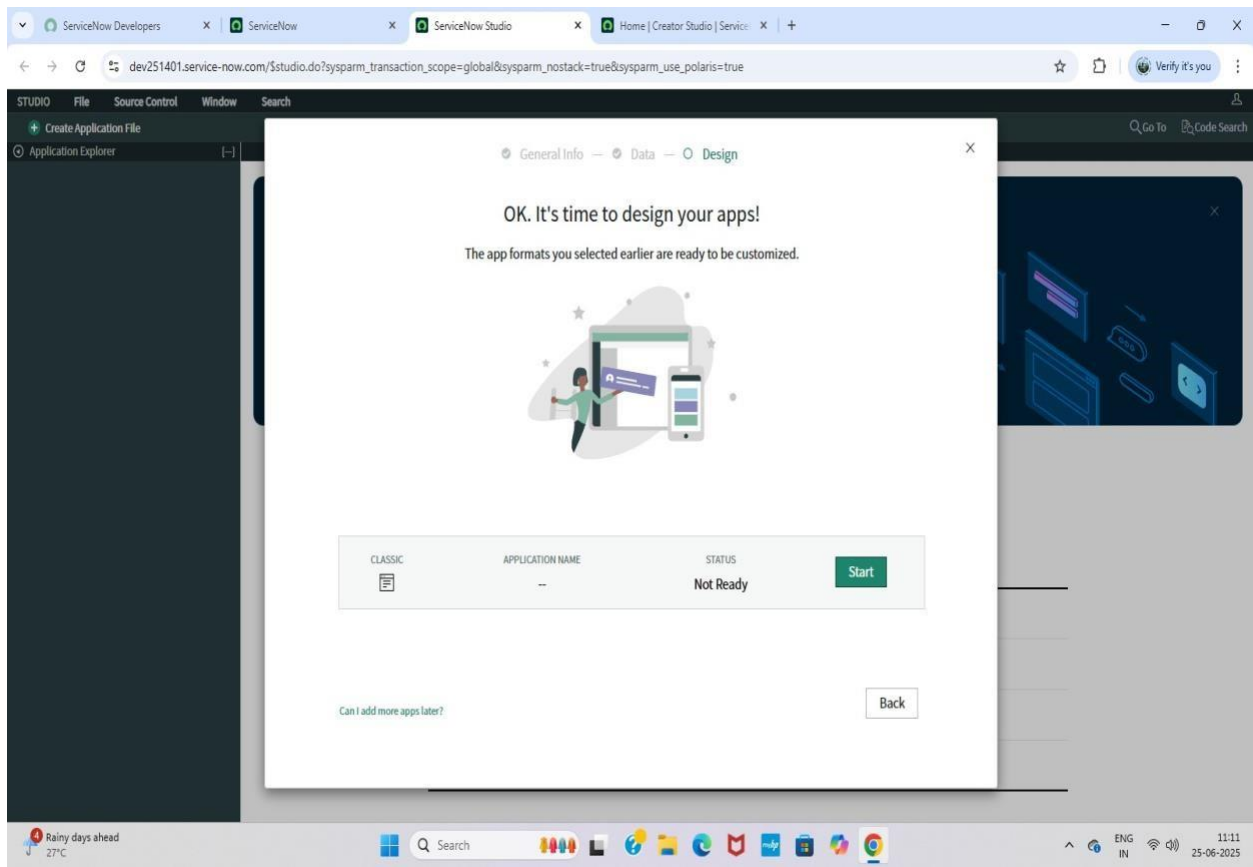 ServiceNow Developers
ServiceNow
ServiceNow Studio
Home | Creator Studio | Service
dev251401.service-now.com/$studio.do?sysparm_transaction_scope=global&sysparm_nostack=true&sysparm_use_polaris=true
Verify it's you
STUDIO File Source Control Window Search
Create Application File
Go To Code Search
Application Explorer
General Info — Data — Design
OK. It's time to design your apps!
The app formats you selected earlier are ready to be customized.
CLASSIC APPLICATION NAME STATUS
-- Not Ready Start
Can I add more apps later? Back
4 Rainy days ahead
27°C
Search
ENG
IN
11:11
25-06-2025